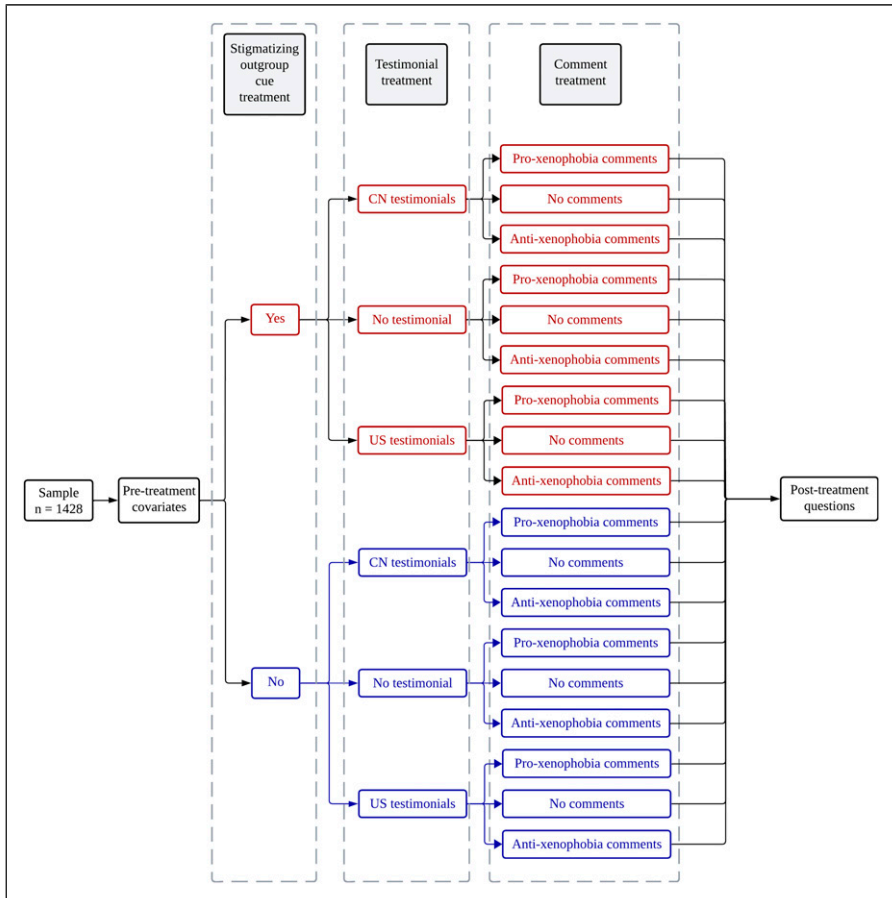 Stigmatizing
outgroup
cue
treatment
Testimonial
treatment
Comment
treatment
Pro-xenophobia comments
CN testimonials
No comments
Anti-xenophobia comments
Pro-xenophobia comments
Yes
No testimonial
No comments
Anti-xenophobia comments
Pro-xenophobia comments
US testimonials
No comments
Anti-xenophobia comments
Sample
n = 1428
Pre-treatment
covariates
Post-treatment
questions
Pro-xenophobia comments
CN testimonials
No comments
Anti-xenophobia comments
Pro-xenophobia comments
No
No testimonial
No comments
Anti-xenophobia comments
Pro-xenophobia comments
US testimonials
No comments
Anti-xenophobia comments